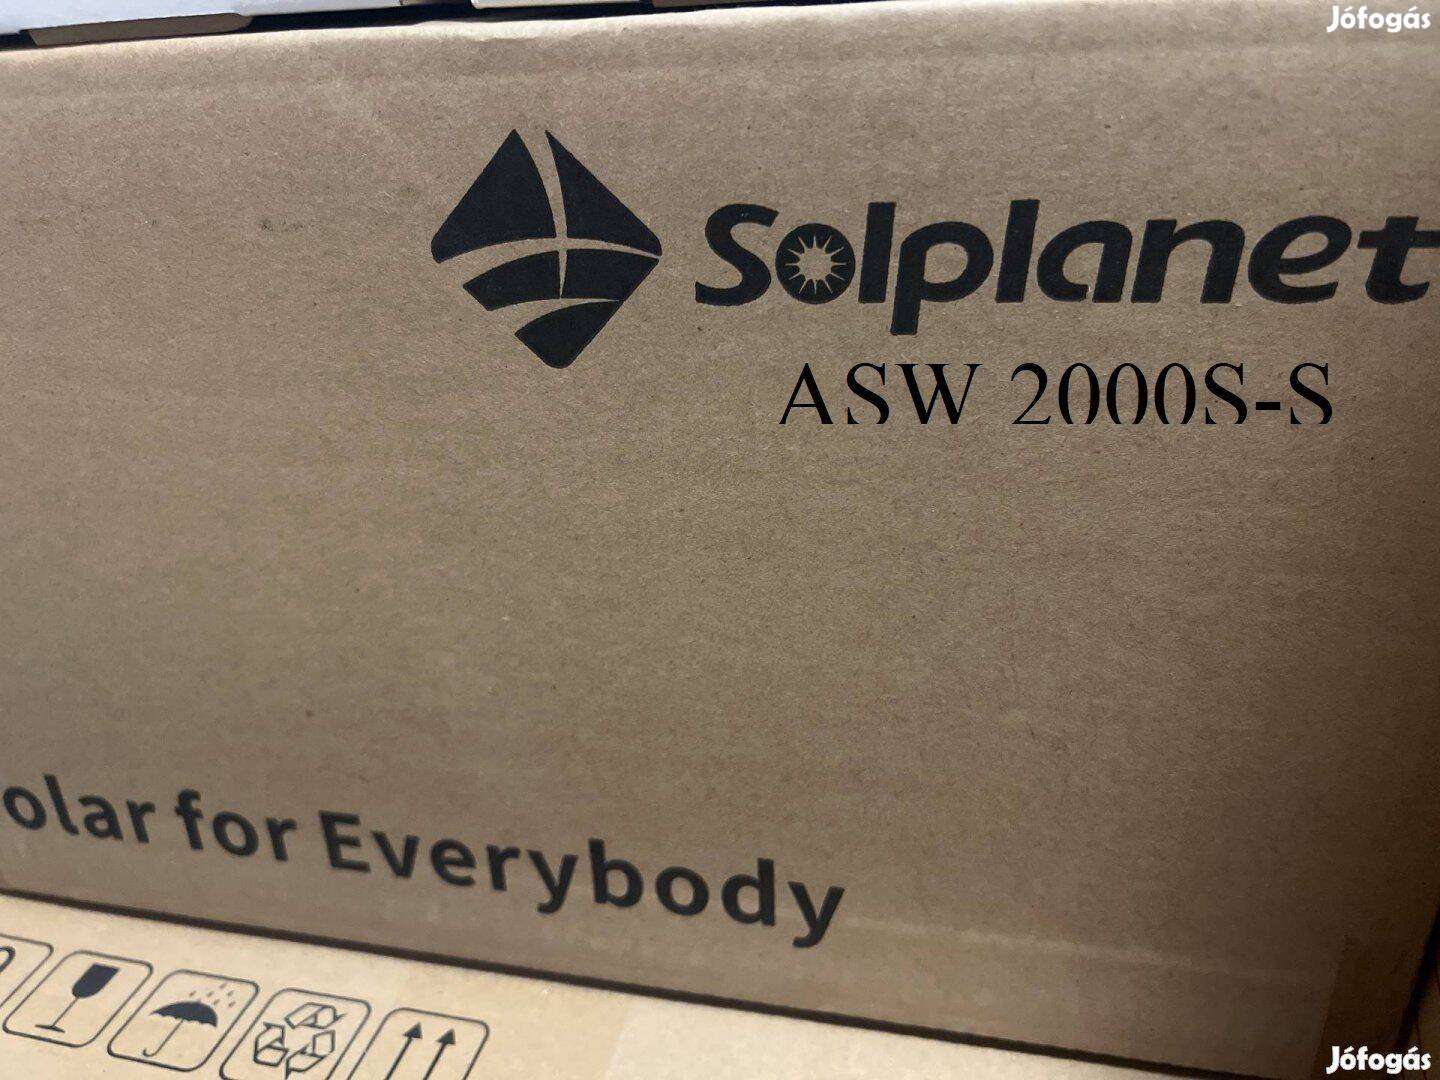 Jófogás
Solplanet
ASW 2000S-S
olar for Everybody
Jófogás